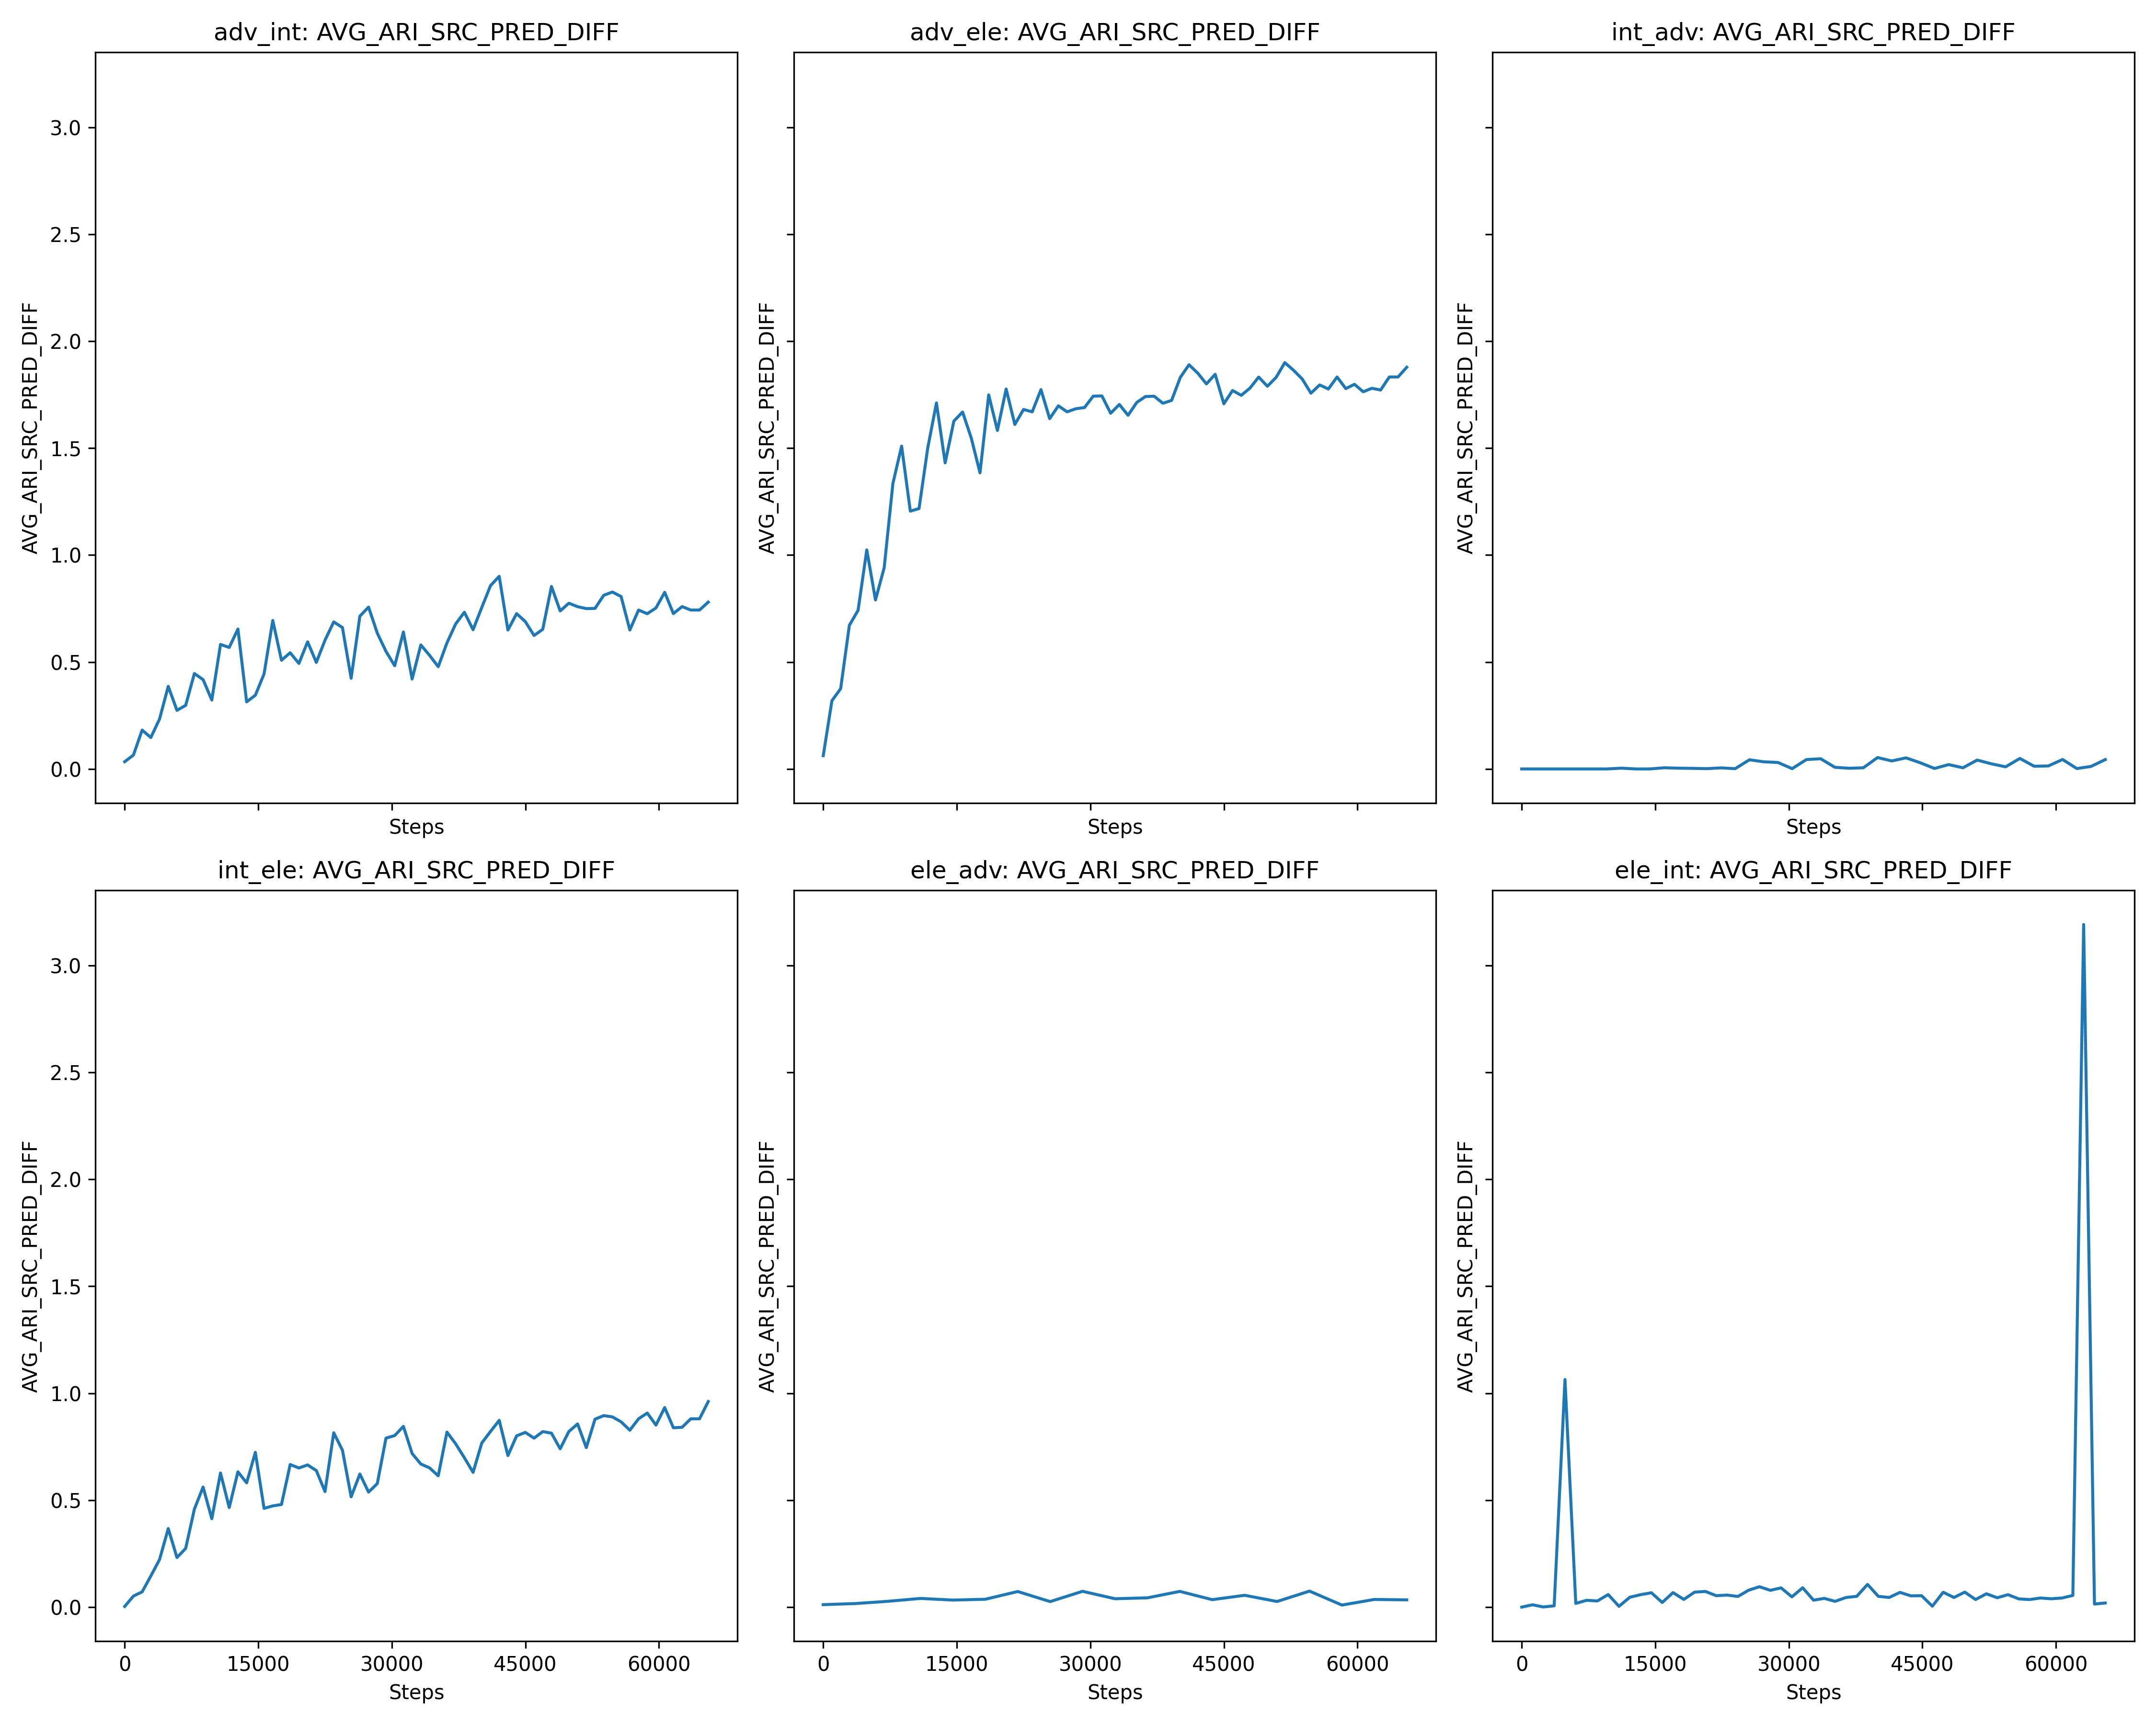 adv_int: AVG_ARI_SRC_PRED_DIFF
adv_ele: AVG_ARI_SRC_PRED_DIFF
int_adv: AVG_ARI_SRC_PRED_DIFF
AVG_ARI_SRC_PRED_DIFF
3.0
2.5
2.0
1.5
1.0
0.5
0.0
Steps
AVG_ARI_SRC_PRED_DIFF
Steps
AVG_ARI_SRC_PRED_DIFF
Steps
int_ele: AVG_ARI_SRC_PRED_DIFF
ele_adv: AVG_ARI_SRC_PRED_DIFF
ele_int: AVG_ARI_SRC_PRED_DIFF
AVG_ARI_SRC_PRED_DIFF
3.0
2.5
2.0
1.5
1.0
0.5
0.0
0 15000 30000 45000 60000
Steps
AVG_ARI_SRC_PRED_DIFF
0 15000 30000 45000 60000
Steps
AVG_ARI_SRC_PRED_DIFF
0 15000 30000 45000 60000
Steps